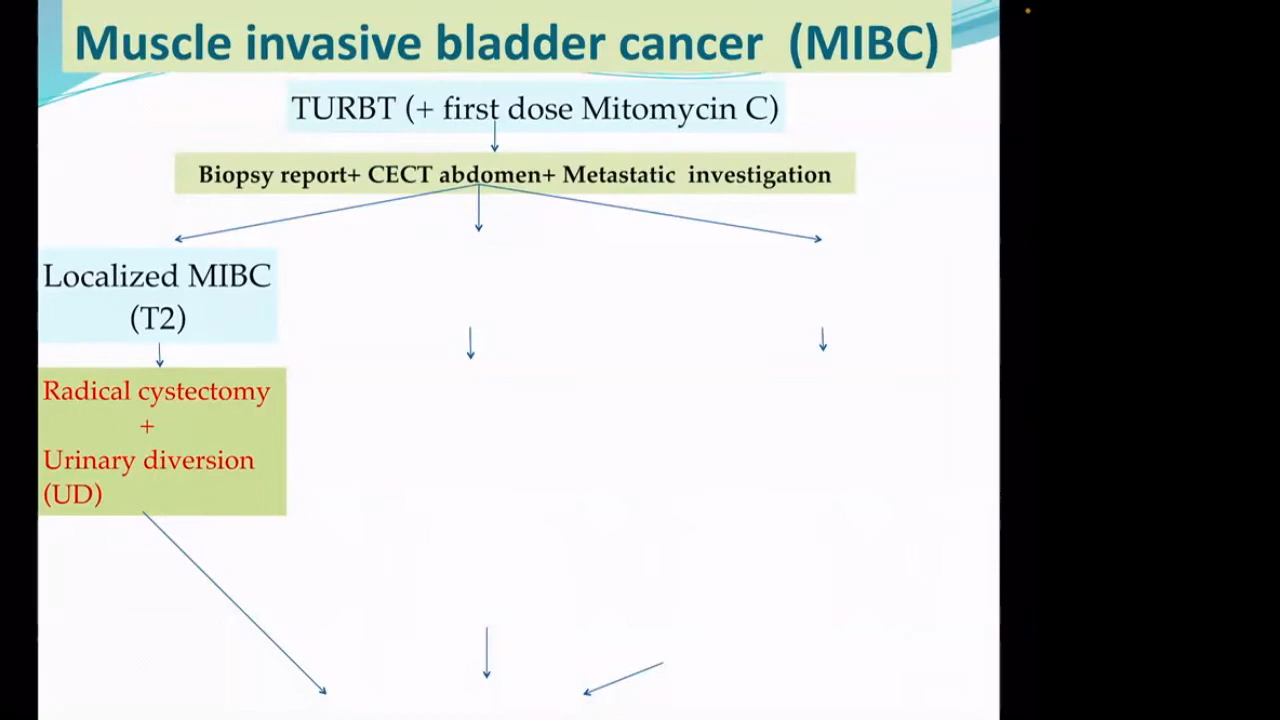 Muscle invasive bladder cancer (MIBC)
TURBT (+ first dose Mitomycin C)
Biopsy report+ CECT abdomen+ Metastatic investigation
Localized MIBC
(T2)
Radical cystectomy
+
Urinary diversion
(UD)